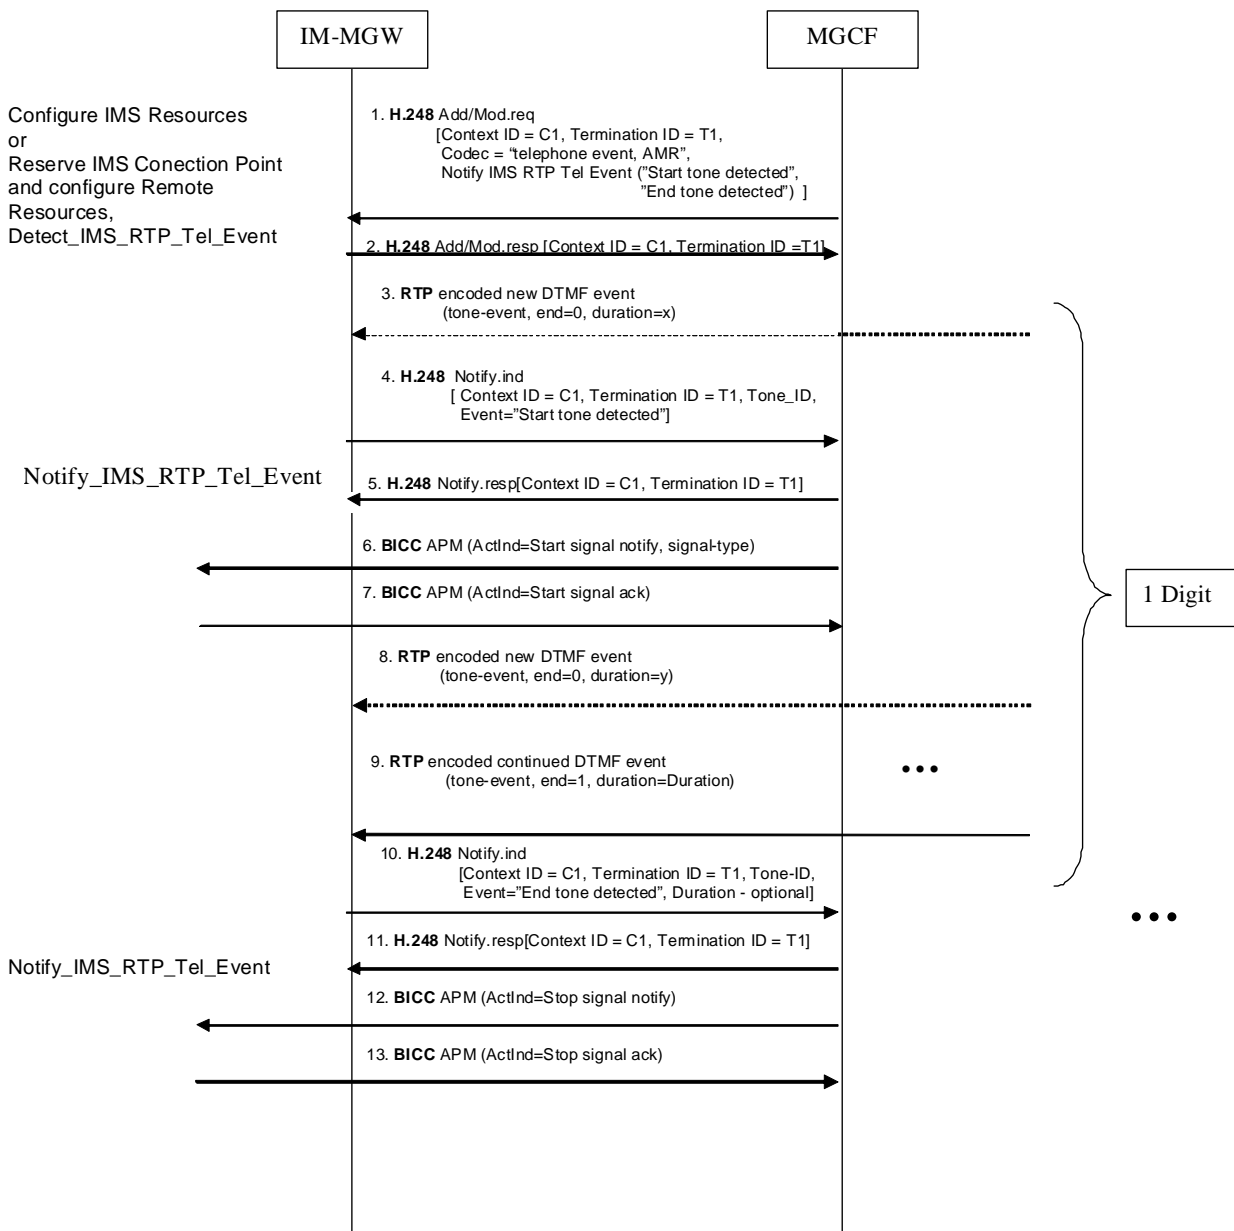 IM-MGW
MGCF
Configure IMS Resources
or
Reserve IMS Conection Point
and configure Remote
Resources,
Detect_IMS_RTP_Tel_Event
1. H.248 Add/Mod.req
[Context ID = C1, Termination ID = T1,
Codec = “telephone event, AMR”,
Notify IMS RTP Tel Event (”Start tone detected”,
”End tone detected”) ]
2. H.248 Add/Mod.resp [Context ID = C1, Termination ID =T1]
3. RTP encoded new DTMF event
(tone-event, end=0, duration=x)
4. H.248 Notify.ind
[ Context ID = C1, Termination ID = T1, Tone_ID,
Event=”Start tone detected”]
Notify_IMS_RTP_Tel_Event
5. H.248 Notify.resp[Context ID = C1, Termination ID = T1]
6. BICC APM (ActInd=Start signal notify, signal-type)
7. BICC APM (ActInd=Start signal ack)
1 Digit
8. RTP encoded new DTMF event
(tone-event, end=0, duration=y)
9. RTP encoded continued DTMF event
(tone-event, end=1, duration=Duration)
10. H.248 Notify.ind
[Context ID = C1, Termination ID = T1, Tone-ID,
Event=”End tone detected”, Duration - optional]
11. H.248 Notify.resp[Context ID = C1, Termination ID = T1]
Notify_IMS_RTP_Tel_Event
12. BICC APM (ActInd=Stop signal notify)
13. BICC APM (ActInd=Stop signal ack)